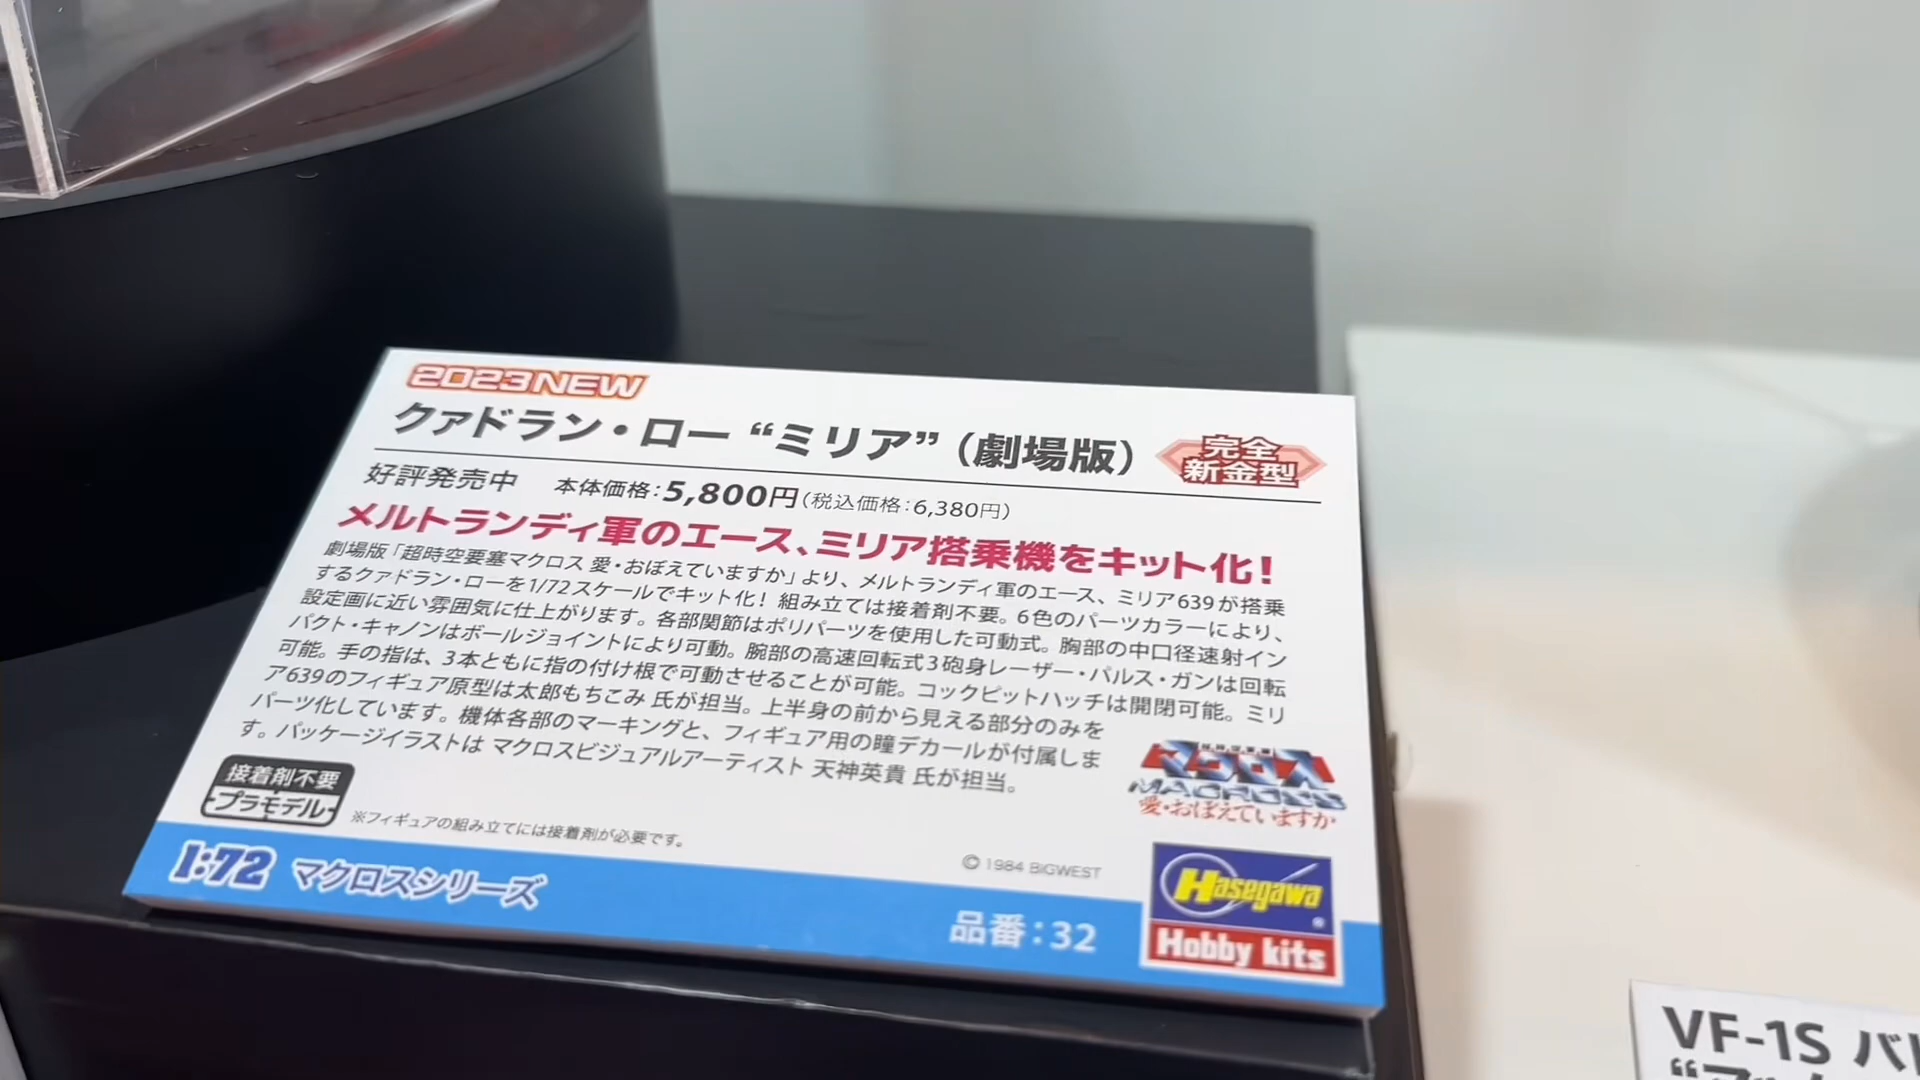 2023NEW
クァドラン・ロー “ミリア”（劇場版）
完全
新金型
好評発売中 本体価格：5,800円（税込価格：6,380円）
メルトランディ軍のエース、ミリア搭乗機をキット化！
劇場版「超時空要塞マクロス 愛・おぼえていますか」より、メルトランディ軍のエース、ミリア639が搭乗
するクァドラン・ローを1/72スケールでキット化！ 組み立ては接着剤不要。6色のパーツカラーにより、
設定画に近い雰囲気に仕上がります。各部関節はポリパーツを使用した可動式。胸部の中口径速射イン
パクト・キャノンはボールジョイントにより可動。腕部の高速回転式3砲身レーザー・パルス・ガンは回転
可能。手の指は、3本ともに指の付け根で可動させることが可能。コックピットハッチは開閉可能。ミリ
ア639のフィギュア原型は太郎もちこみ 氏が担当。上半身の前から見える部分のみを
パーツ化しています。機体各部のマーキングと、フィギュア用の瞳デカールが付属しま
す。パッケージイラストは マクロスビジュアルアーティスト 天神英貴 氏が担当。
接着剤不要
プラモデル
※フィギュアの組み立てには接着剤が必要です。
マクロス
MACROSS
愛・おぼえていますか
© 1984 BIGWEST
1:72 マクロスシリーズ
品番：32
Hasegawa
Hobby kits
VF-1S